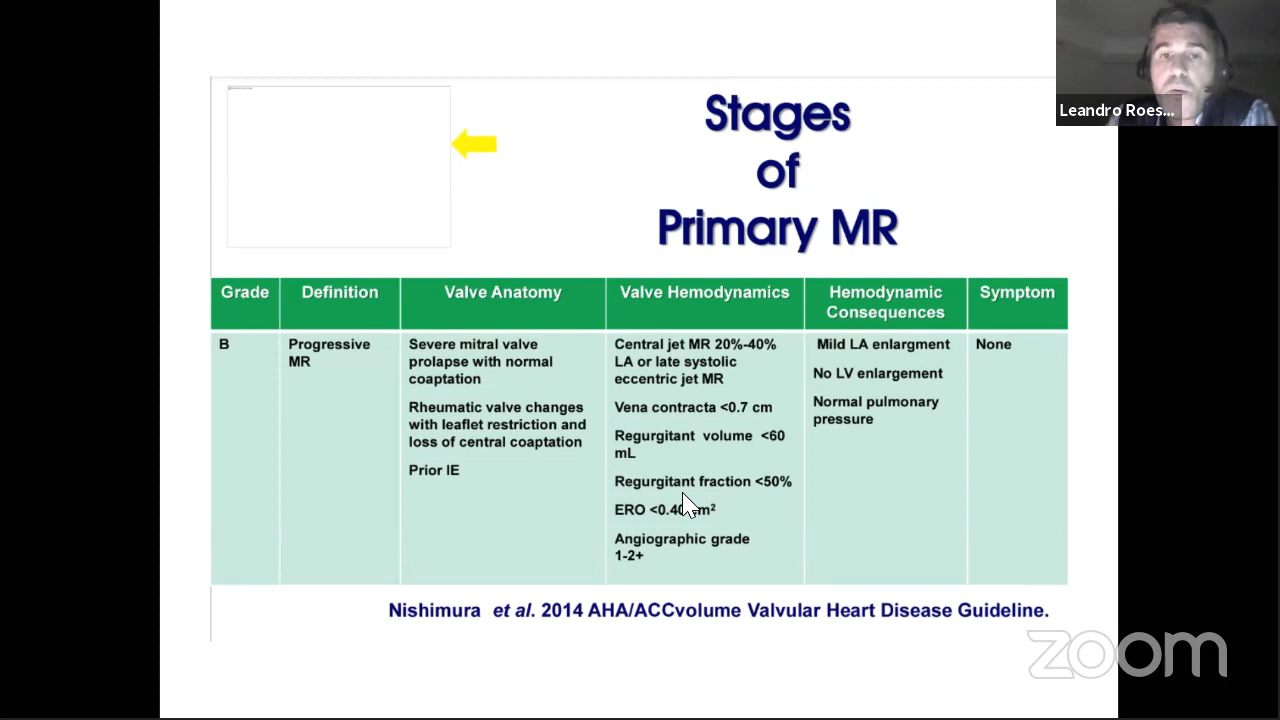 Leandro Roes...
Stages
of
Primary MR
Grade
Definition
Valve Anatomy
Valve Hemodynamics
Hemodynamic
Consequences
Symptom
B
Progressive
MR
Severe mitral valve
prolapse with normal
coaptation
Rheumatic valve changes
with leaflet restriction and
loss of central coaptation
Prior IE
Central jet MR 20%-40%
LA or late systolic
eccentric jet MR
Vena contracta <0.7 cm
Regurgitant volume <60
mL
Regurgitant fraction <50%
ERO
Angiographic grade
1-2+
Mild LA enlargment
No LV enlargement
Normal pulmonary
pressure
None
Nishimura et al. 2014 AHA/ACCvolume Valvular Heart Disease Guideline.
zoom